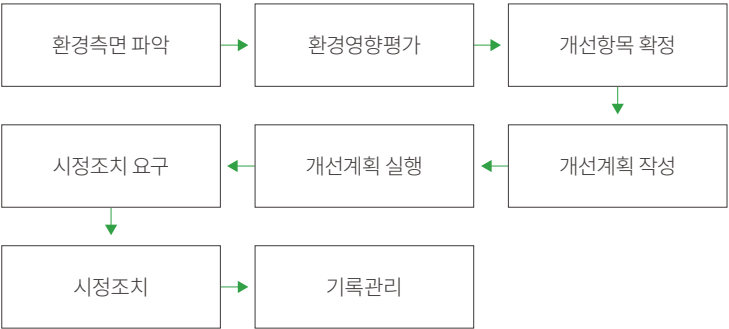 환경측면 파악
환경영향평가
개선항목 확정
개선계획 작성
개선계획 실행
시정조치 요구
시정조치
기록관리